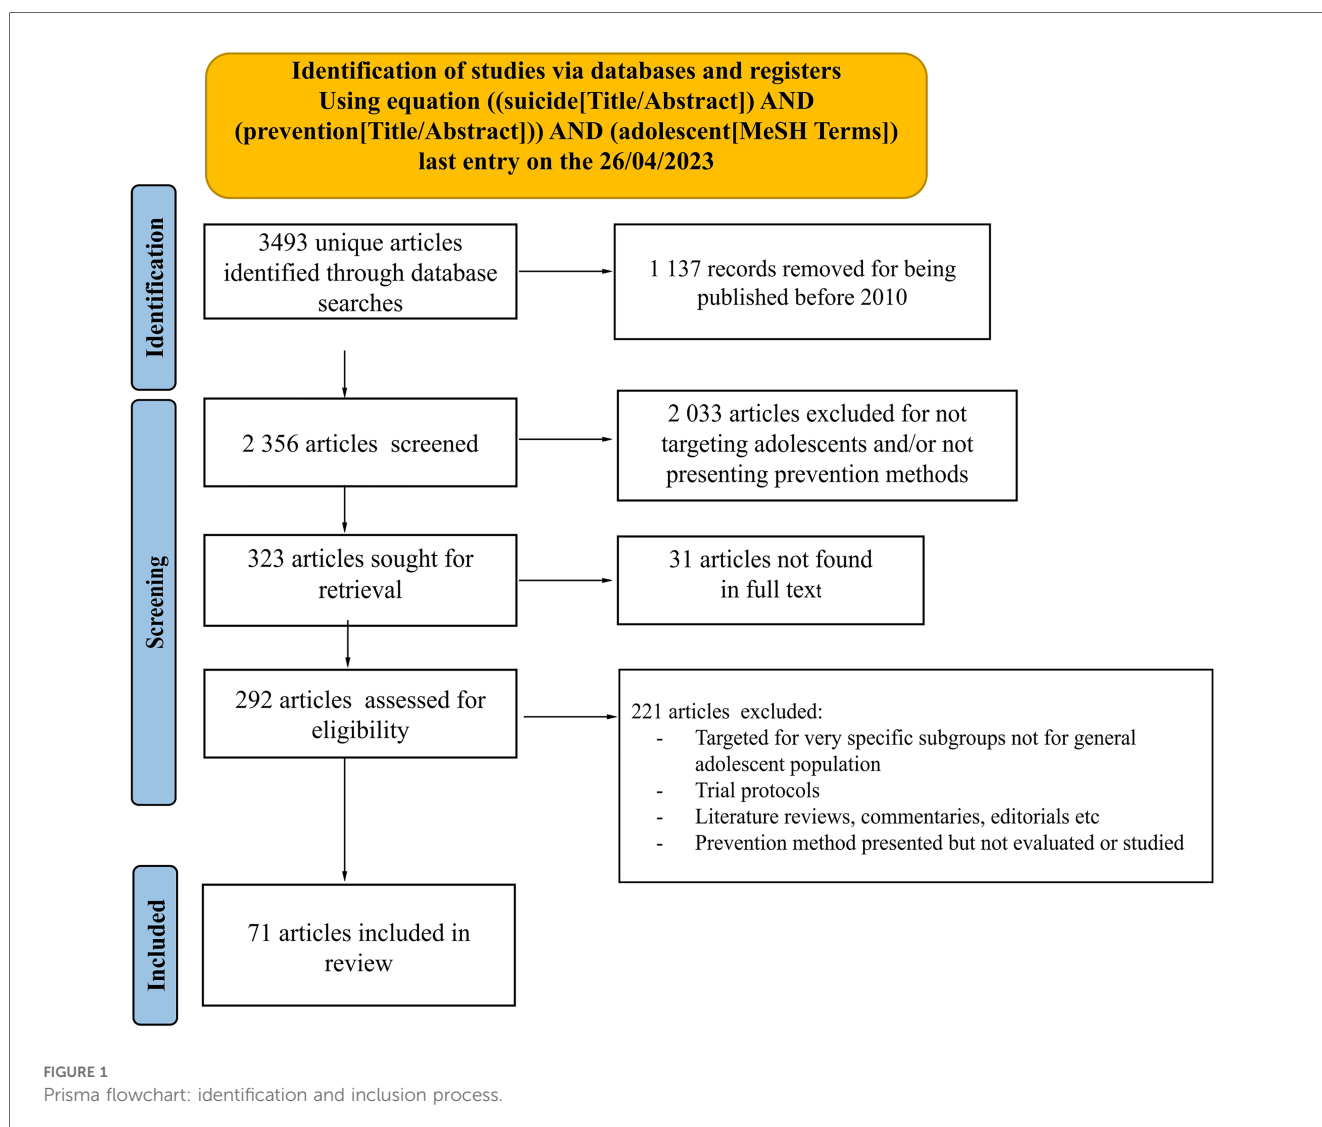 Identification of studies via databases and registers
Using equation ((suicide[Title/Abstract]) AND
(prevention[Title/Abstract])) AND (adolescent[MeSH Terms])
last entry on the 26/04/2023
Identification
3493 unique articles
identified through database
searches
1 137 records removed for being
published before 2010
Screening
2 356 articles screened
2 033 articles excluded for not
targeting adolescents and/or not
presenting prevention methods
323 articles sought for
retrieval
31 articles not found
in full text
292 articles assessed for
eligibility
221 articles excluded:
- Targeted for very specific subgroups not for general
adolescent population
- Trial protocols
- Literature reviews, commentaries, editorials etc
- Prevention method presented but not evaluated or studied
Included
71 articles included in
review
FIGURE 1
Prisma flowchart: identification and inclusion process.